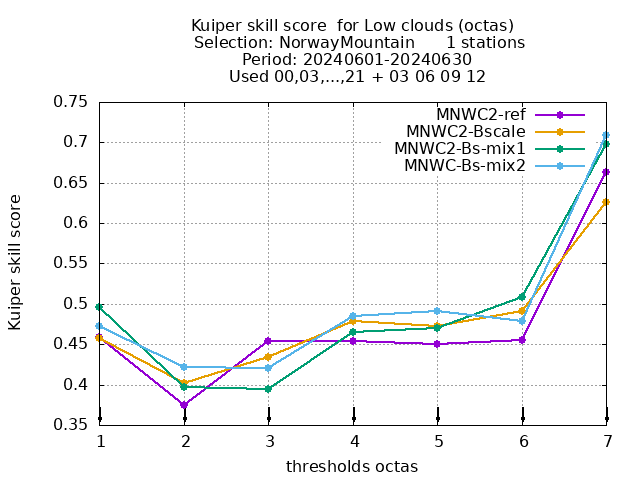 Kuiper skill score  for Low clouds (octas)
Selection: NorwayMountain      1 stations
Period: 20240601-20240630
Used 00,03,...,21 + 03 06 09 12
MNWC2-ref
MNWC2-Bscale
MNWC2-Bs-mix1
MNWC-Bs-mix2
Kuiper skill score
0.75
0.7
0.65
0.6
0.55
0.5
0.45
0.4
0.35
1 2 3 4 5 6 7
thresholds octas